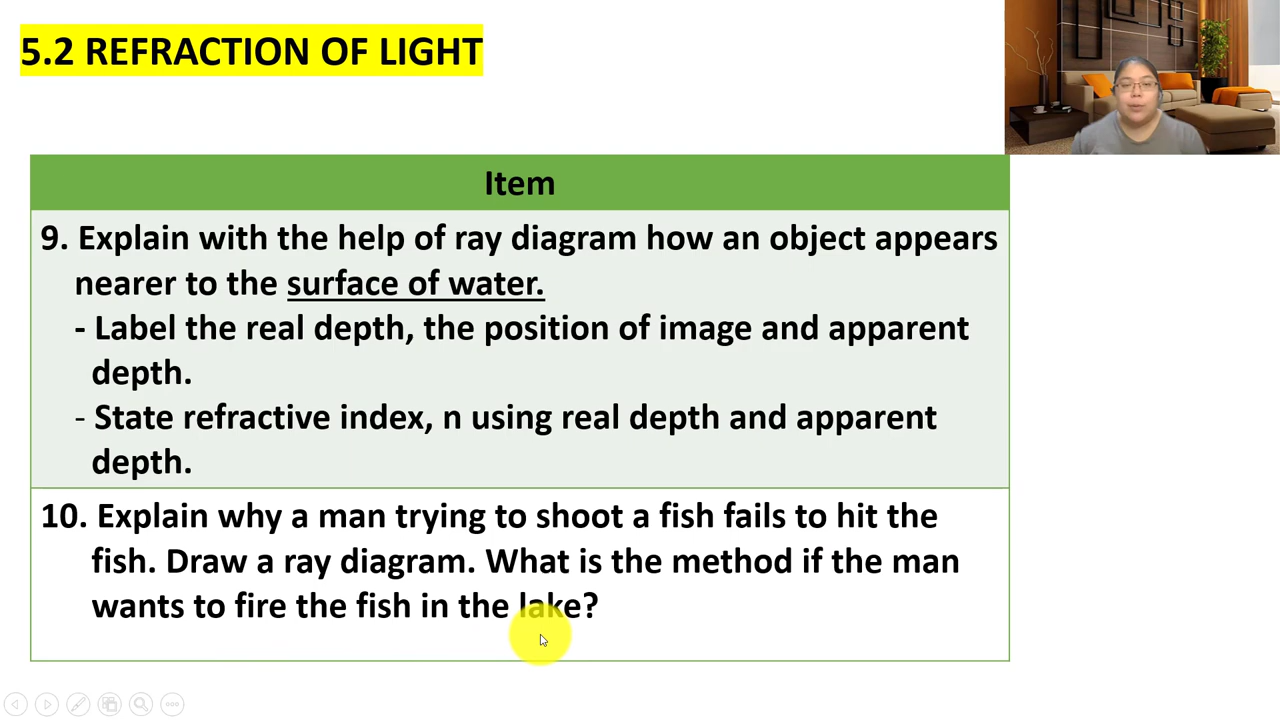 5.2 REFRACTION OF LIGHT
Item
9. Explain with the help of ray diagram how an object appears
nearer to the surface of water.
- Label the real depth, the position of image and apparent
depth.
- State refractive index, n using real depth and apparent
depth.
10. Explain why a man trying to shoot a fish fails to hit the
fish. Draw a ray diagram. What is the method if the man
wants to fire the fish in the lake?